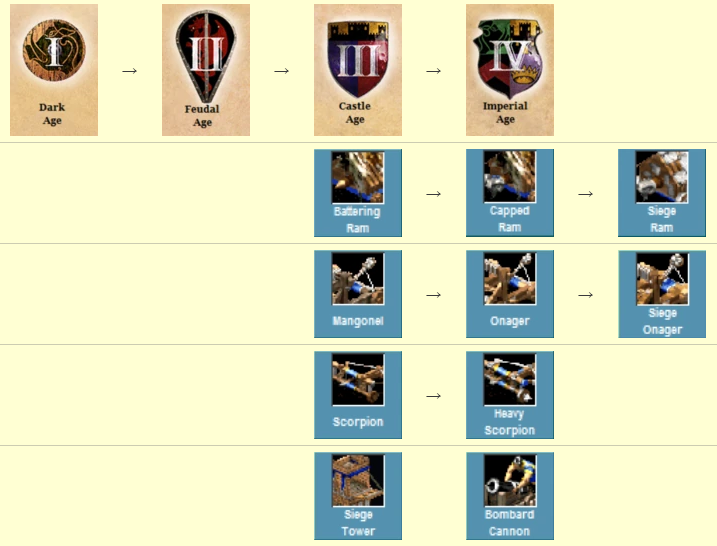 I → II → III → IV
Dark
Age
Feudal
Age
Castle
Age
Imperial
Age
Battering
Ram
→
Capped
Ram
→
Siege
Ram
Mangonel
→
Onager
→
Siege
Onager
Scorpion
→
Heavy
Scorpion
Siege
Tower
Bombard
Cannon